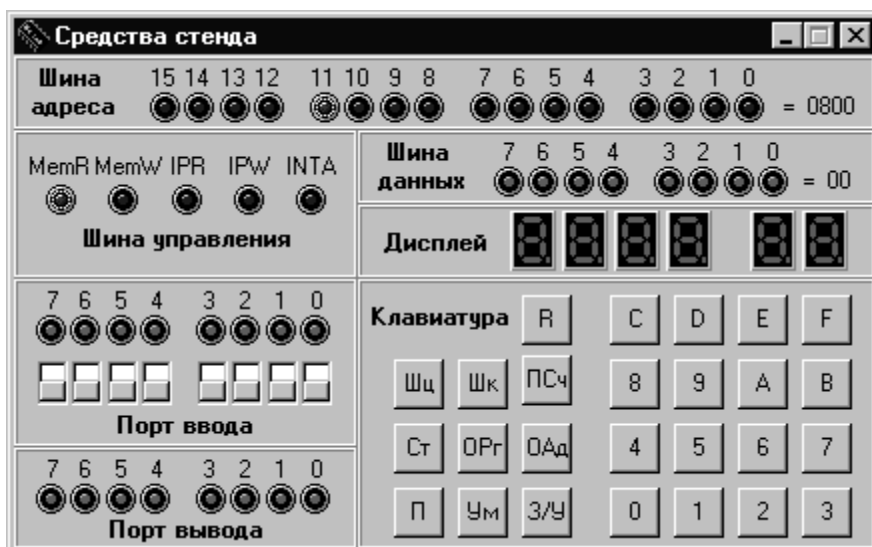 Средства стенда
Шина адреса
15 14 13 12 11 10 9 8 7 6 5 4 3 2 1 0
= 0800
MemR MemW IPR IPW INTA
Шина управления
Шина данных
7 6 5 4 3 2 1 0
= 00
Дисплей
7 6 5 4 3 2 1 0
Порт ввода
7 6 5 4 3 2 1 0
Порт вывода
Клавиатура R C D E F
Шц Шк ПСч 8 9 A B
Ст ОРг ОАд 4 5 6 7
П Ум З/У 0 1 2 3